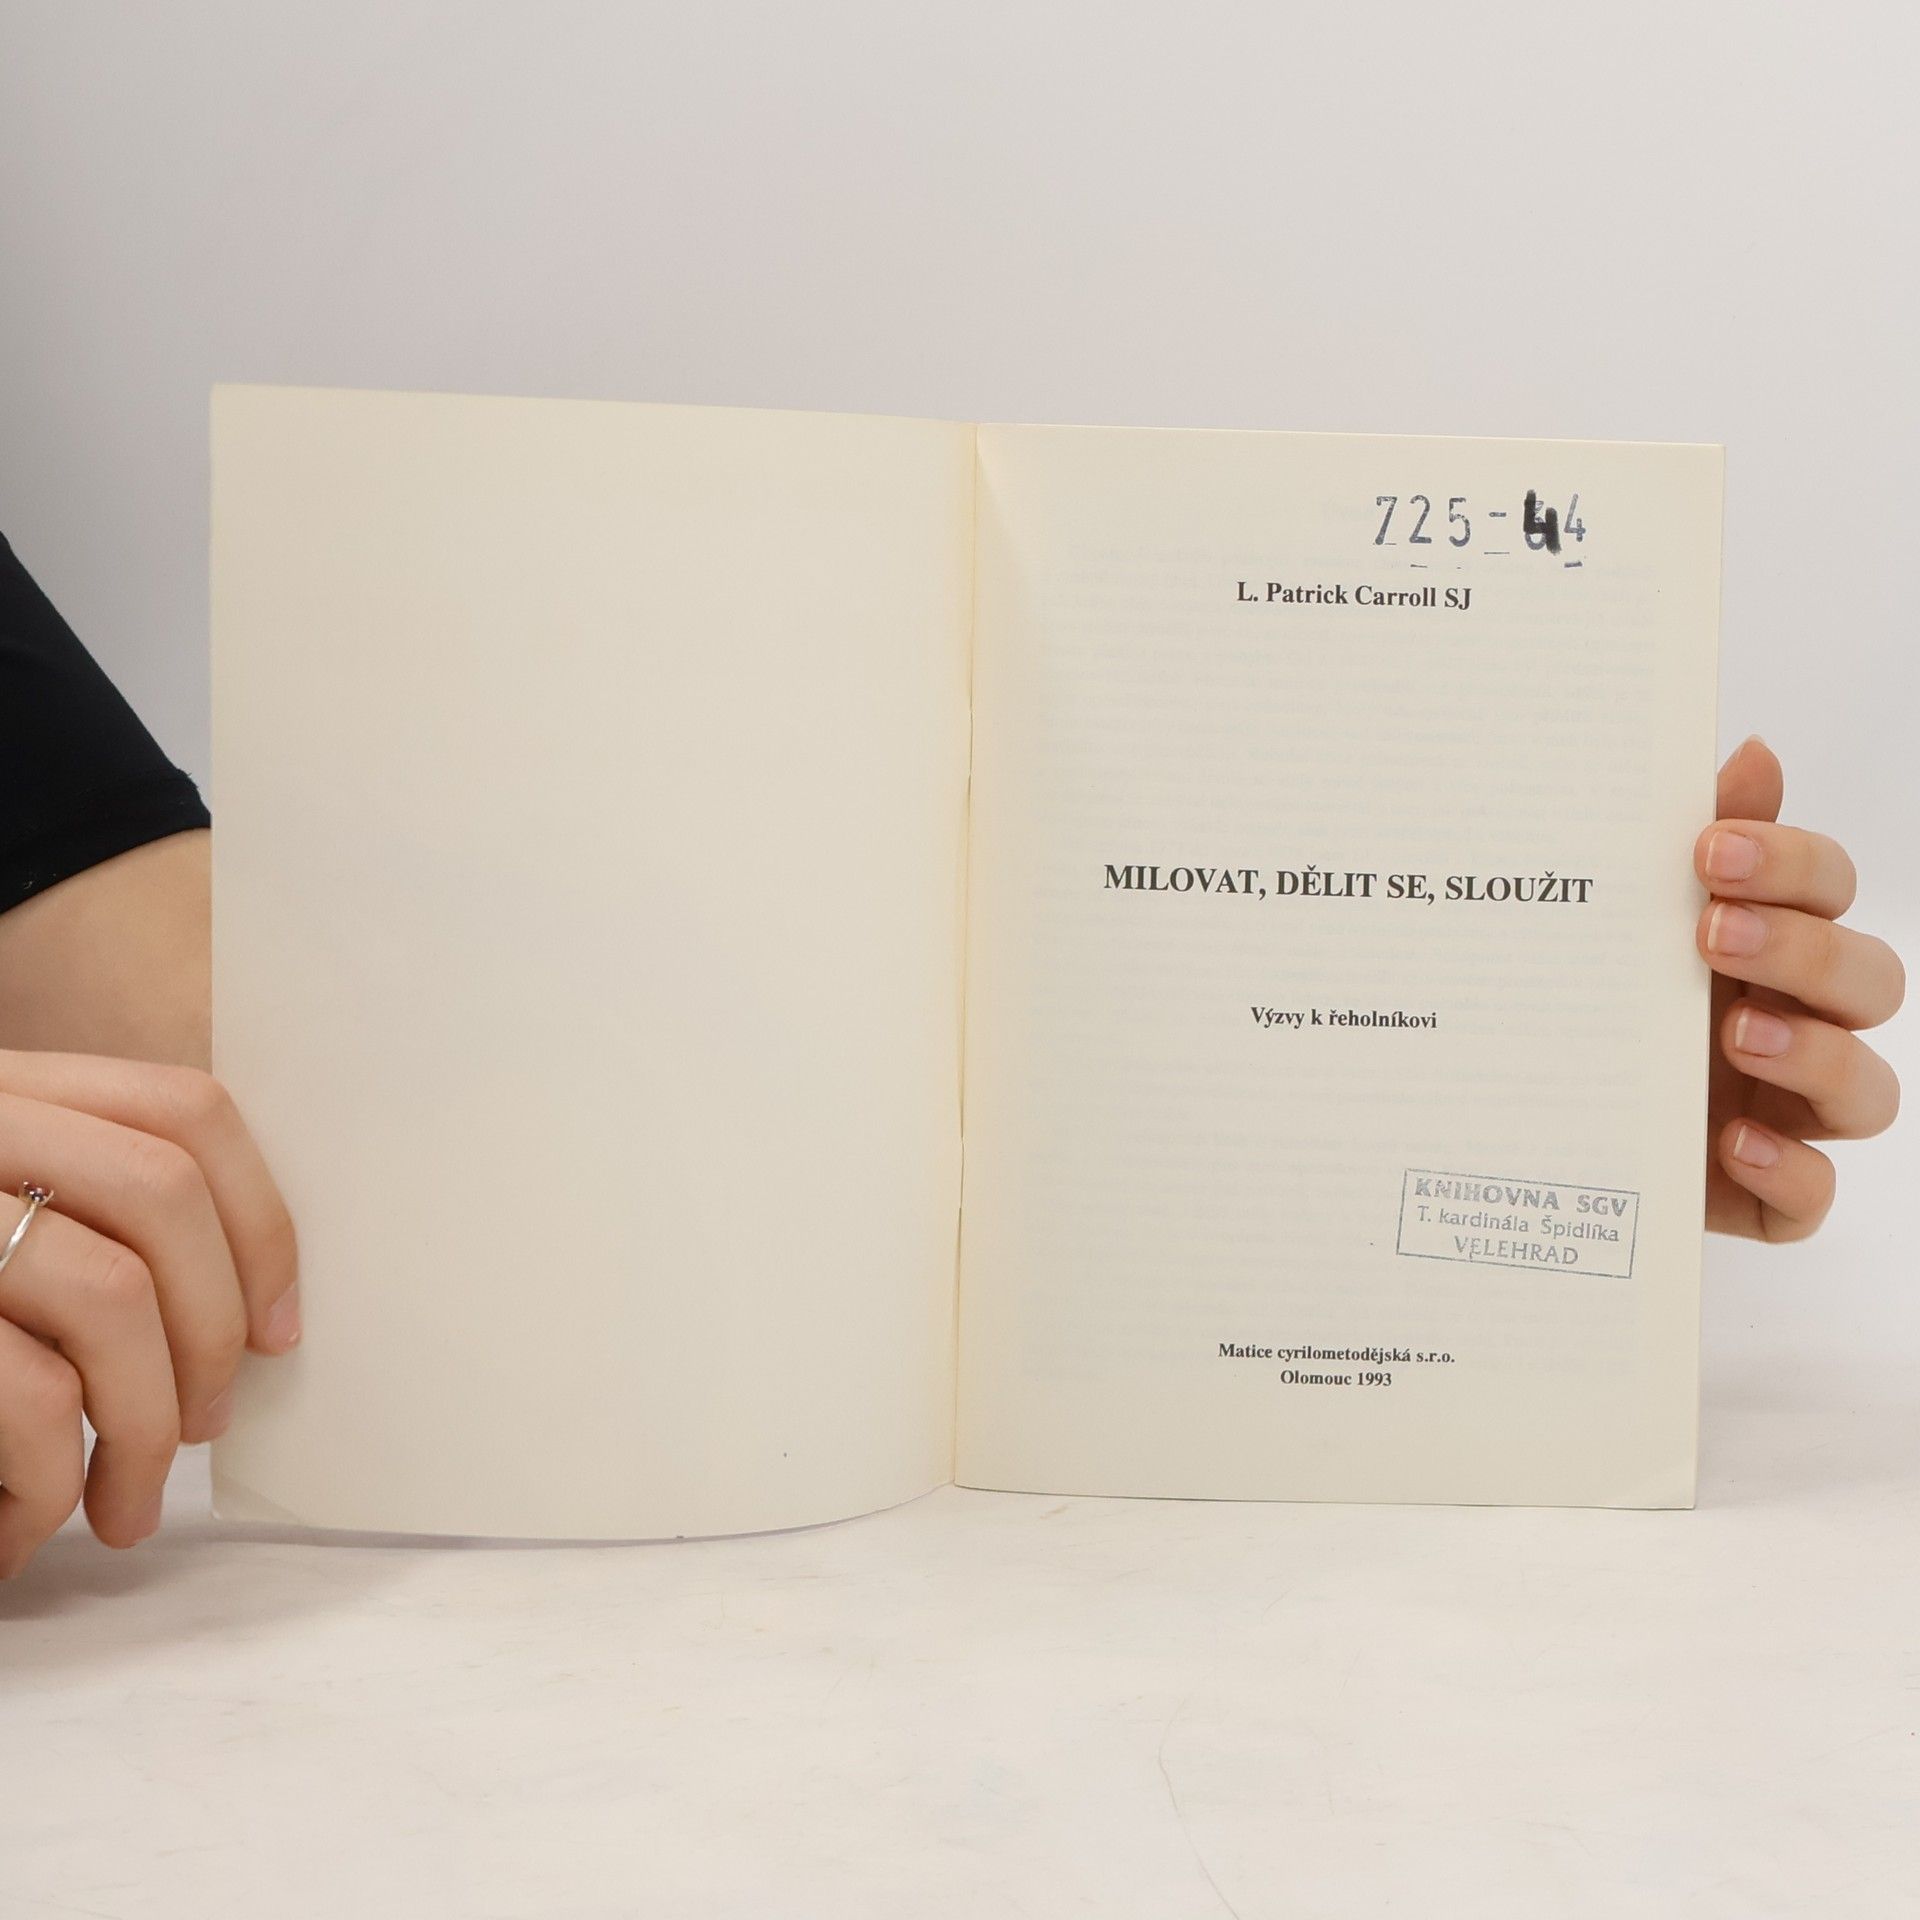 725-44
L. Patrick Carroll SJ
MILOVAT, DĚLIT SE, SLOUŽIT
Výzvy k řeholníkovi
KNIHOVNA SGV
T. kardinála Špidlíka
VELEHRAD
Matice cyrilometodějská s.r.o.
Olomouc 1993